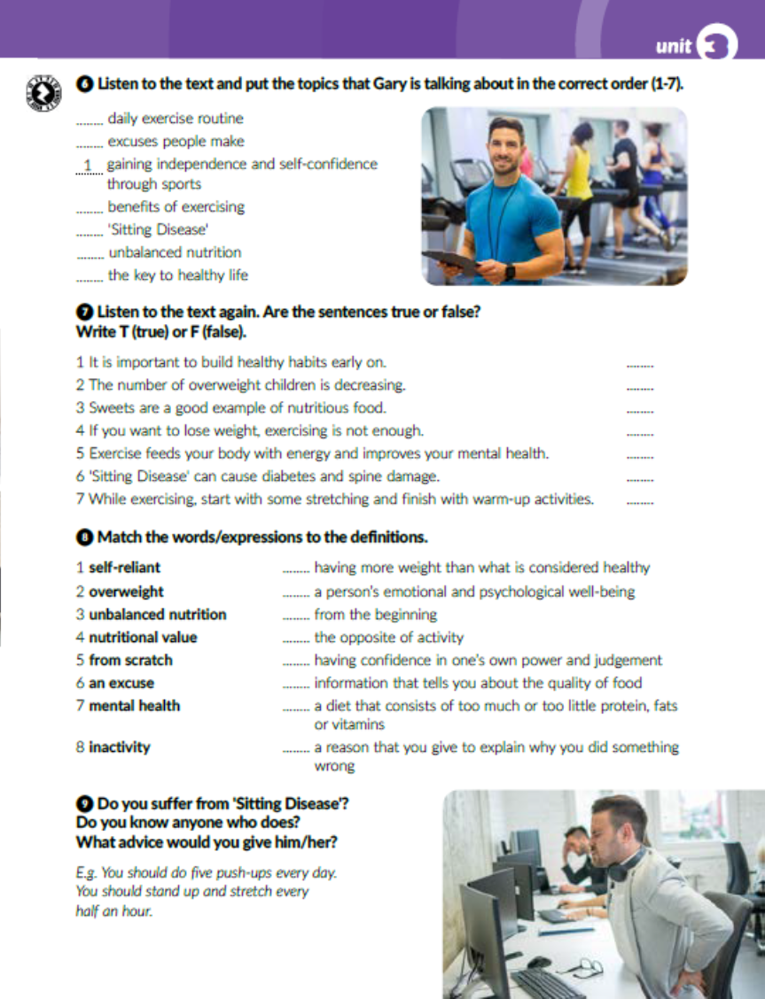 unit 3
6 Listen to the text and put the topics that Gary is talking about in the correct order (1-7).
........ daily exercise routine
........ excuses people make
1 gaining independence and self-confidence
through sports
........ benefits of exercising
........ 'Sitting Disease'
........ unbalanced nutrition
........ the key to healthy life
7 Listen to the text again. Are the sentences true or false?
Write T (true) or F (false).
1 It is important to build healthy habits early on. ........
2 The number of overweight children is decreasing. ........
3 Sweets are a good example of nutritious food. ........
4 If you want to lose weight, exercising is not enough. ........
5 Exercise feeds your body with energy and improves your mental health. ........
6 'Sitting Disease' can cause diabetes and spine damage. ........
7 While exercising, start with some stretching and finish with warm-up activities. ........
8 Match the words/expressions to the definitions.
1 self-reliant ........ having more weight than what is considered healthy
2 overweight ........ a person's emotional and psychological well-being
3 unbalanced nutrition ........ from the beginning
4 nutritional value ........ the opposite of activity
5 from scratch ........ having confidence in one's own power and judgement
6 an excuse ........ information that tells you about the quality of food
7 mental health ........ a diet that consists of too much or too little protein, fats
or vitamins
8 inactivity ........ a reason that you give to explain why you did something
wrong
9 Do you suffer from 'Sitting Disease'?
Do you know anyone who does?
What advice would you give him/her?
E.g. You should do five push-ups every day.
You should stand up and stretch every
half an hour.